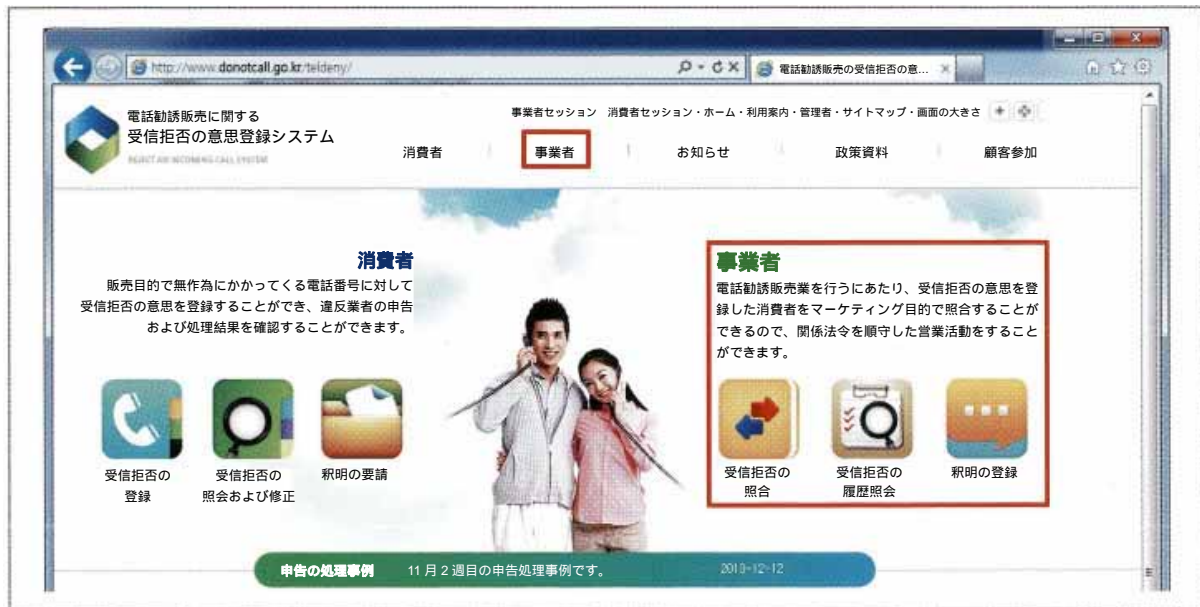 http://www.donotcall.go.kr/teldeny/
電話勧誘販売の受信拒否の意...
電話勧誘販売に関する
受信拒否の意思登録システム
事業者セッション 消費者セッション・ホーム・利用案内・管理者・サイトマップ・画面の大きさ
消費者 事業者 お知らせ 政策資料 顧客参加
消費者
販売目的で無作為にかかってくる電話番号に対して
受信拒否の意思を登録することができ、違反業者の申告
および処理結果を確認することができます。
受信拒否の
登録
受信拒否の
照会および修正
釈明の要請
事業者
電話勧誘販売業を行うにあたり、受信拒否の意思を登
録した消費者をマーケティング目的で照合することが
できるので、関係法令を順守した営業活動をすること
ができます。
受信拒否の
照合
受信拒否の
履歴照会
釈明の登録
申告の処理事例 11月2週目の申告処理事例です。 2013-12-12